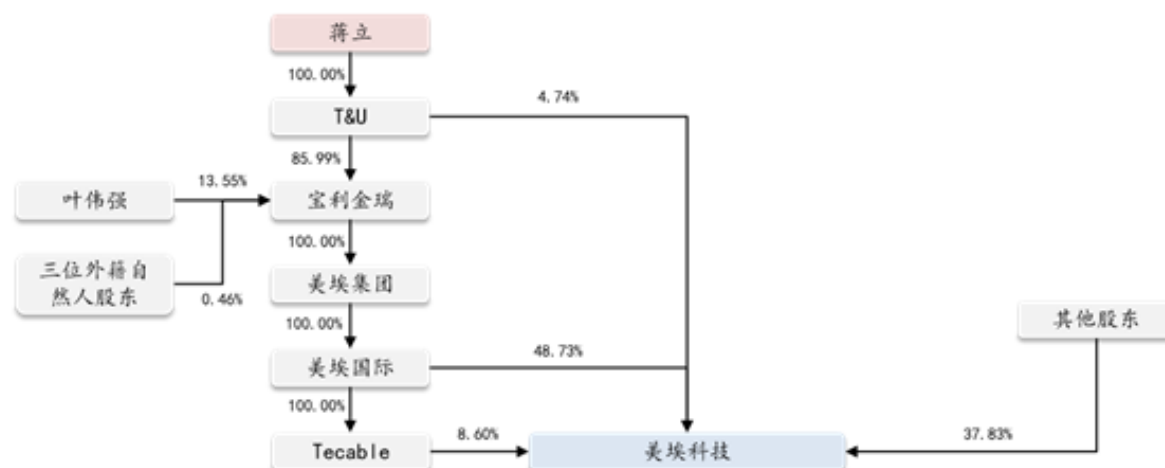 蒋立
100.00%
T&U
4.74%
85.99%
叶伟强
13.55%
宝利金瑞
100.00%
三位外籍自
然人股东
0.46%
美埃集团
100.00%
其他股东
美埃国际
48.73%
100.00%
Tecable
8.60%
美埃科技
37.83%